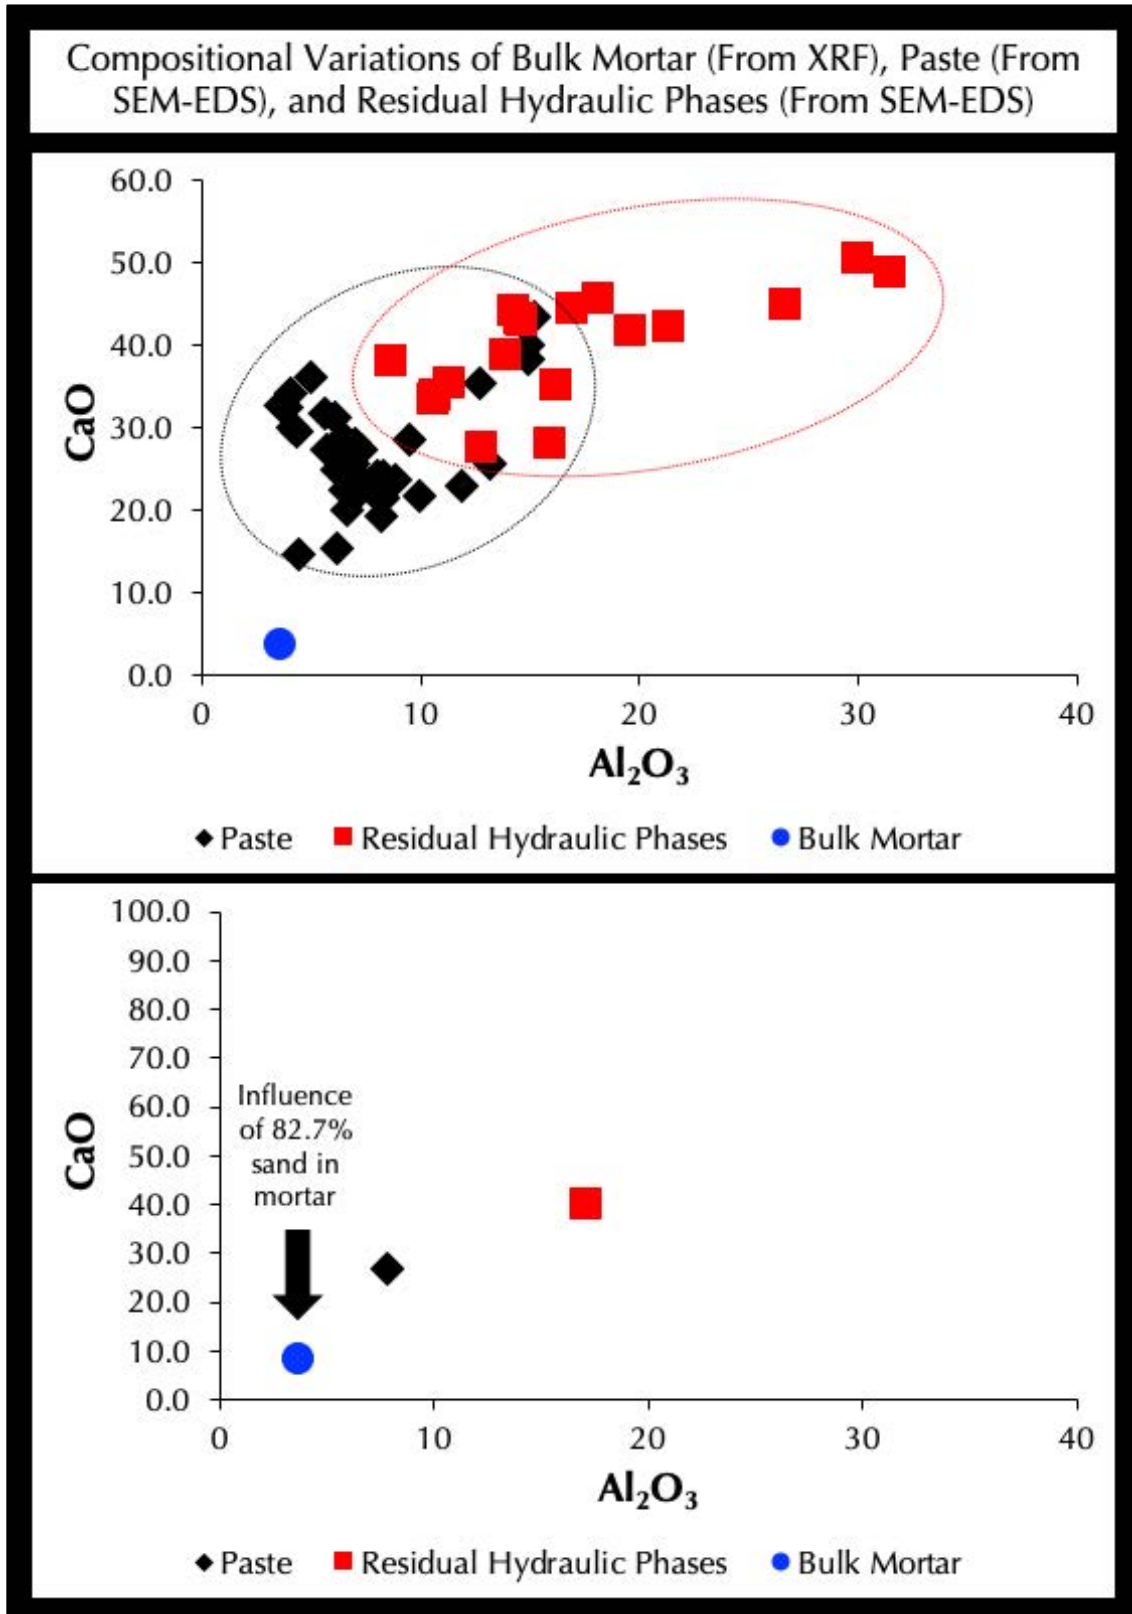 Compositional Variations of Bulk Mortar (From XRF), Paste (From
SEM-EDS), and Residual Hydraulic Phases (From SEM-EDS)
60.0
50.0
40.0
30.0
20.0
10.0
0.0
CaO
0 10 20 30 40
Al₂O₃
Paste Residual Hydraulic Phases Bulk Mortar
100.0
90.0
80.0
70.0
60.0
50.0
40.0
30.0
20.0
10.0
0.0
CaO
Influence
of 82.7%
sand in
mortar
0 10 20 30 40
Al₂O₃
Paste Residual Hydraulic Phases Bulk Mortar